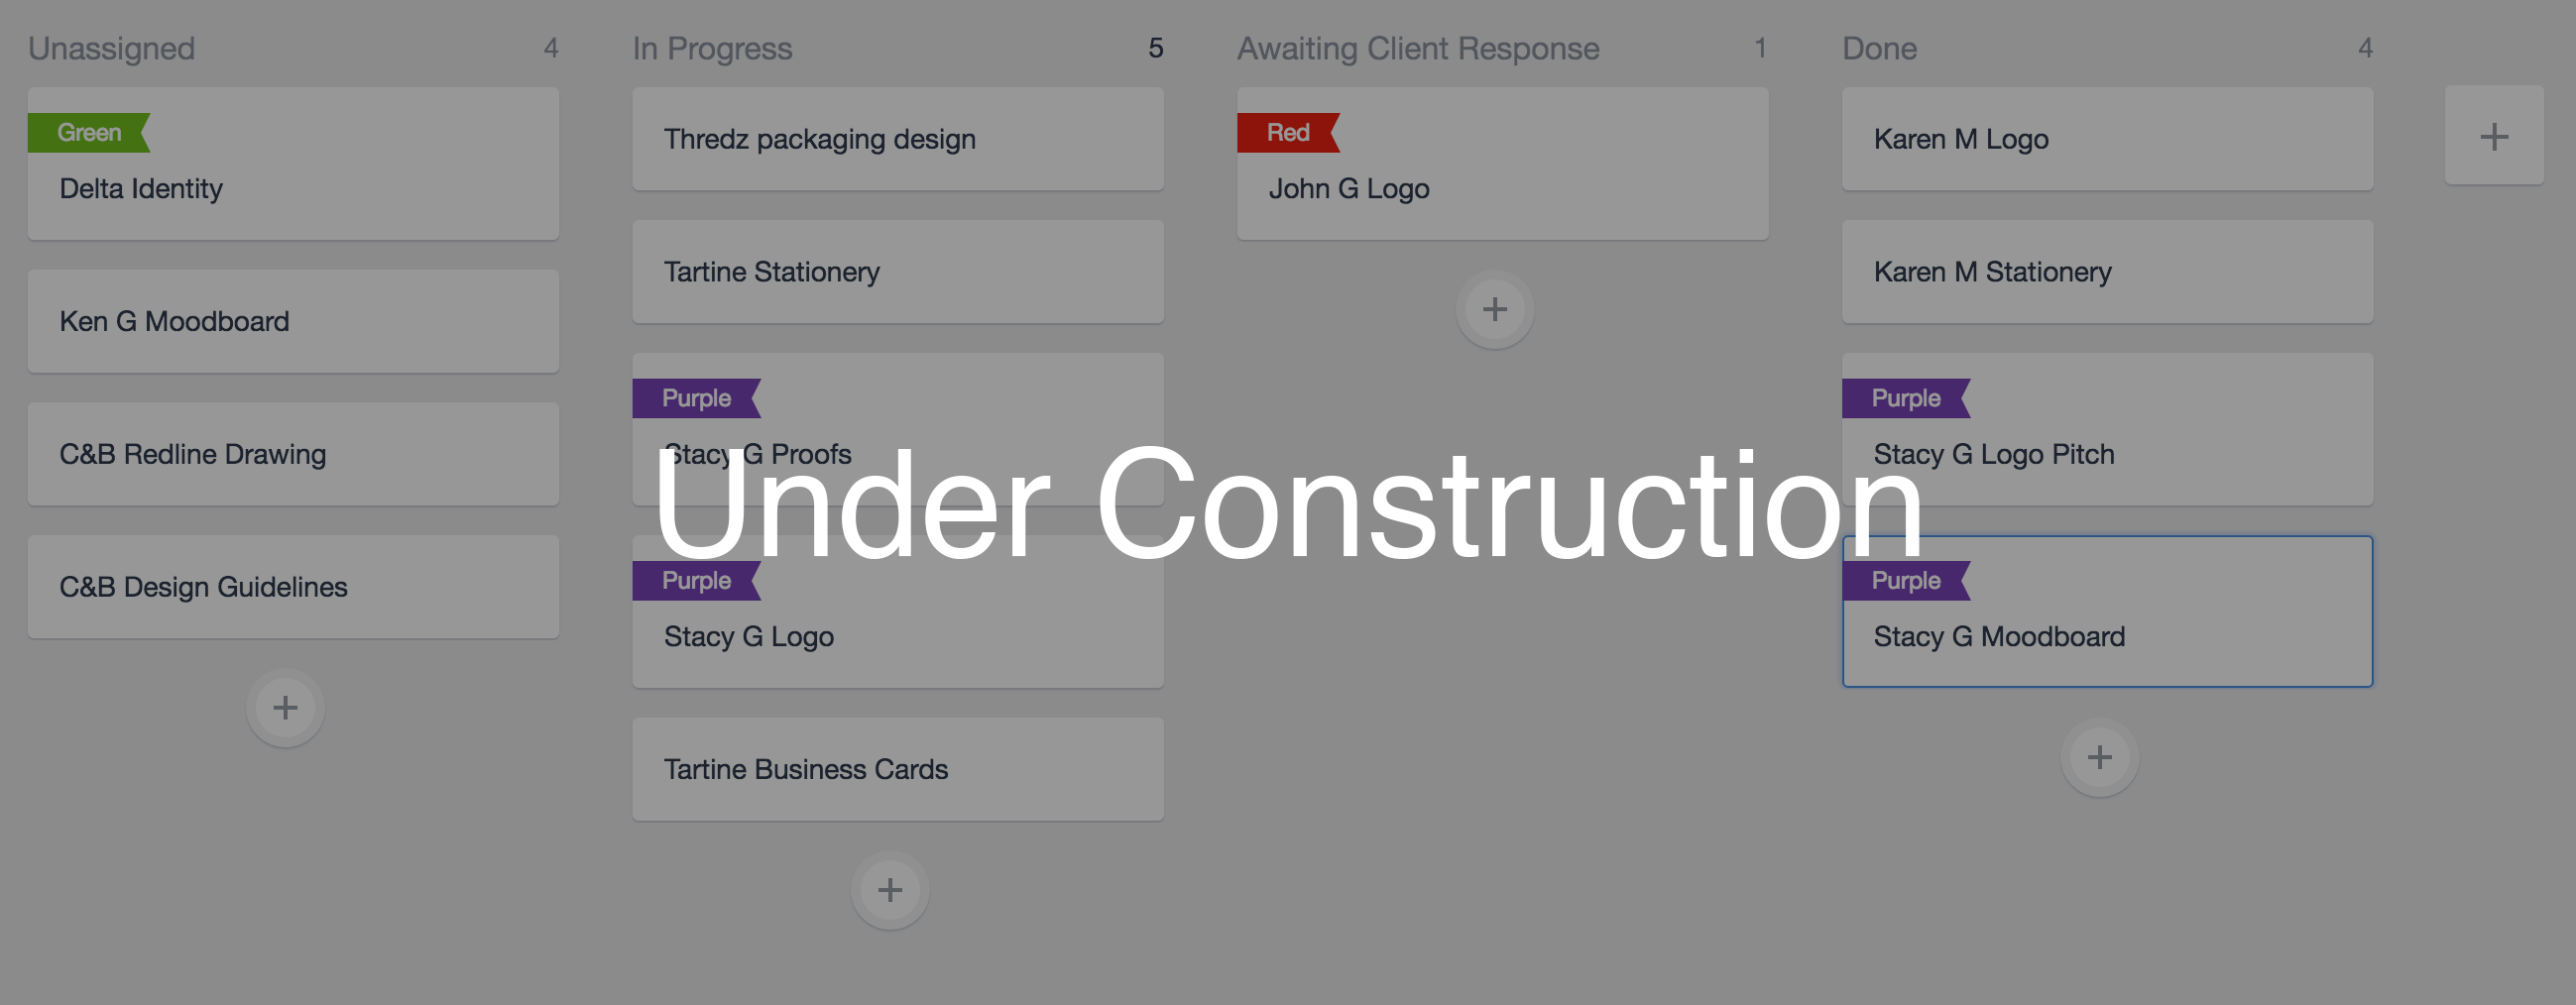 Unassigned 4
Green
Delta Identity
Ken G Moodboard
C&B Redline Drawing
C&B Design Guidelines
In Progress 5
Thredz packaging design
Tartine Stationery
Purple
Stacy G Proofs
Purple
Stacy G Logo
Tartine Business Cards
Awaiting Client Response 1
Red
John G Logo
Done 4
Karen M Logo
Karen M Stationery
Purple
Stacy G Logo Pitch
Purple
Stacy G Moodboard
Under Construction